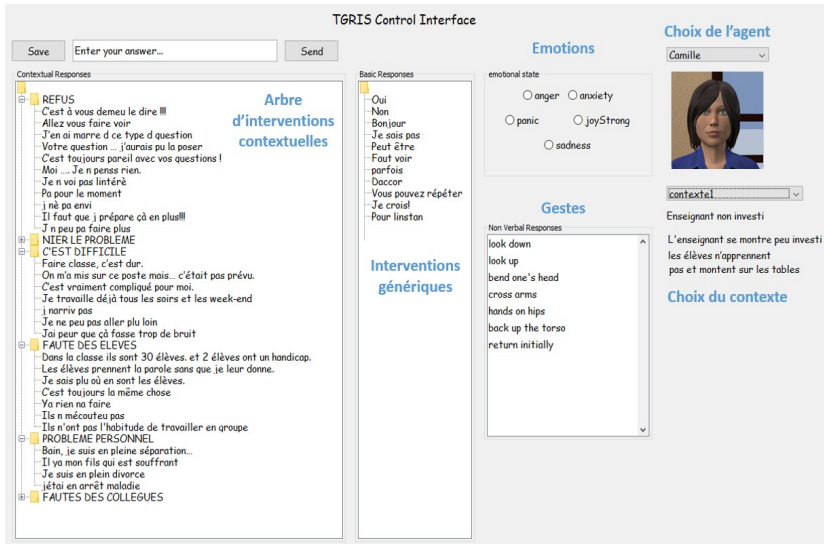 TGRIS Control Interface
Save
Enter your answer...
Send
Contextual Responses
REFUS
C'est à vous demeu le dire !!!
Allez vous faire voir
J'en ai marre d ce type d question
Votre question ... j'aurais pu la poser
C'est toujours pareil avec vos questions !
Moi .... Je n penss rien.
Je n voi pas lintérè
Pa pour le moment
j nè pa envi
Il faut que j prépare çà en plus!!!
J n peu pa faire plus
NIER LE PROBLEME
C'EST DIFFICILE
Faire classe, c'est dur.
On m'a mis sur ce poste mais... c'était pas prévu.
C'est vraiment compliqué pour moi.
Je travaille déjà tous les soirs et les week-end
j narriv pas
Je ne peu pas aller plu loin
Jai peur que çà fasse trop de bruit
FAUTE DES ELEVES
Dans la classe ils sont 30 élèves. et 2 élèves ont un handicap.
Les élèves prennent la parole sans que je leur donne.
Je sais plu où en sont les élèves.
C'est toujours la même chose
Ya rien na faire
Ils n mécouteu pas
Ils n'ont pas l'habitude de travailler en groupe
PROBLEME PERSONNEL
Bain, je suis en pleine séparation...
Il ya mon fils qui est souffrant
Je suis en plein divorce
jétai en arrêt maladie
FAUTES DES COLLEGUES
Arbre
d'interventions
contextuelles
Basic Responses
Oui
Non
Bonjour
Je sais pas
Peut être
Faut voir
parfois
Daccor
Vous pouvez répéter
Je crois!
Pour linstan
Interventions
génériques
Emotions
emotional state
anger
anxiety
panic
joyStrong
sadness
Gestes
Non Verbal Responses
look down
look up
bend one's head
cross arms
hands on hips
back up the torso
return initially
Choix de l'agent
Camille
contexte1
Enseignant non investi
L'enseignant se montre peu investi
les élèves n'apprennent
pas et montent sur les tables
Choix du contexte